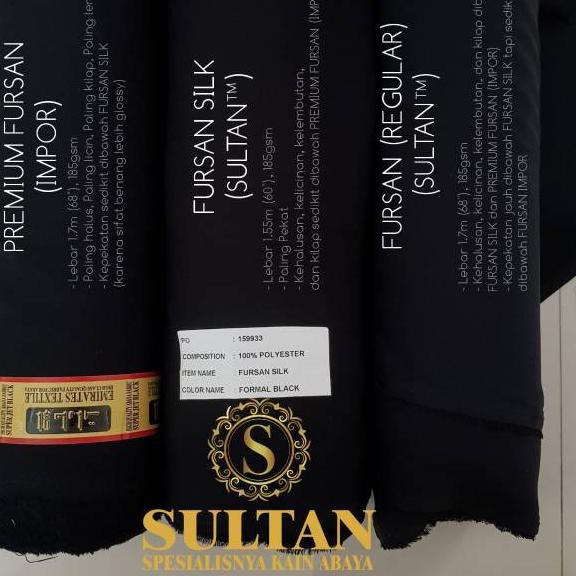 PREMIUM FURSAN
(IMPOR)
- Lebar 1.7m (68"), 185gsm
- Paling halus, Paling licin, Paling kilap, Paling
- Kepekatan sedikit dibawah FURSAN SILK
(karena sifat benang lebih glossy)
FURSAN SILK
(SULTAN™)
- Lebar 1.55m (60"), 185gsm
- Paling Pekat
- Kehalusan, kelicinan, kelembutan,
dan kilap sedikit dibawah PREMIUM FURSAN
FURSAN (REGULAR)
(SULTAN™)
- Lebar 1.7m (68"), 185gsm
- Kehalusan, kelicinan, kelembutan, dan kilap
FURSAN SILK dan PREMIUM FURSAN (IMPOR)
- Kepekatan jauh dibawah FURSAN SILK tapi
dibawah FURSAN IMPOR
EMIRATES TEXTILE
SUPER JET BLACK
PO : 159933
COMPOSITION : 100% POLYESTER
ITEM NAME : FURSAN SILK
COLOR NAME : FORMAL BLACK
S
SULTAN
SPESIALISNYA KAIN ABAYA